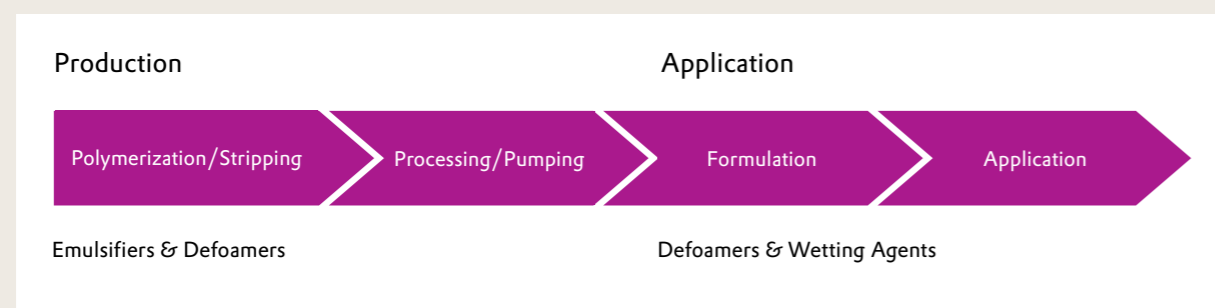 Production
Application
Polymerization/Stripping
Processing/Pumping
Formulation
Application
Emulsifiers & Defoamers
Defoamers & Wetting Agents